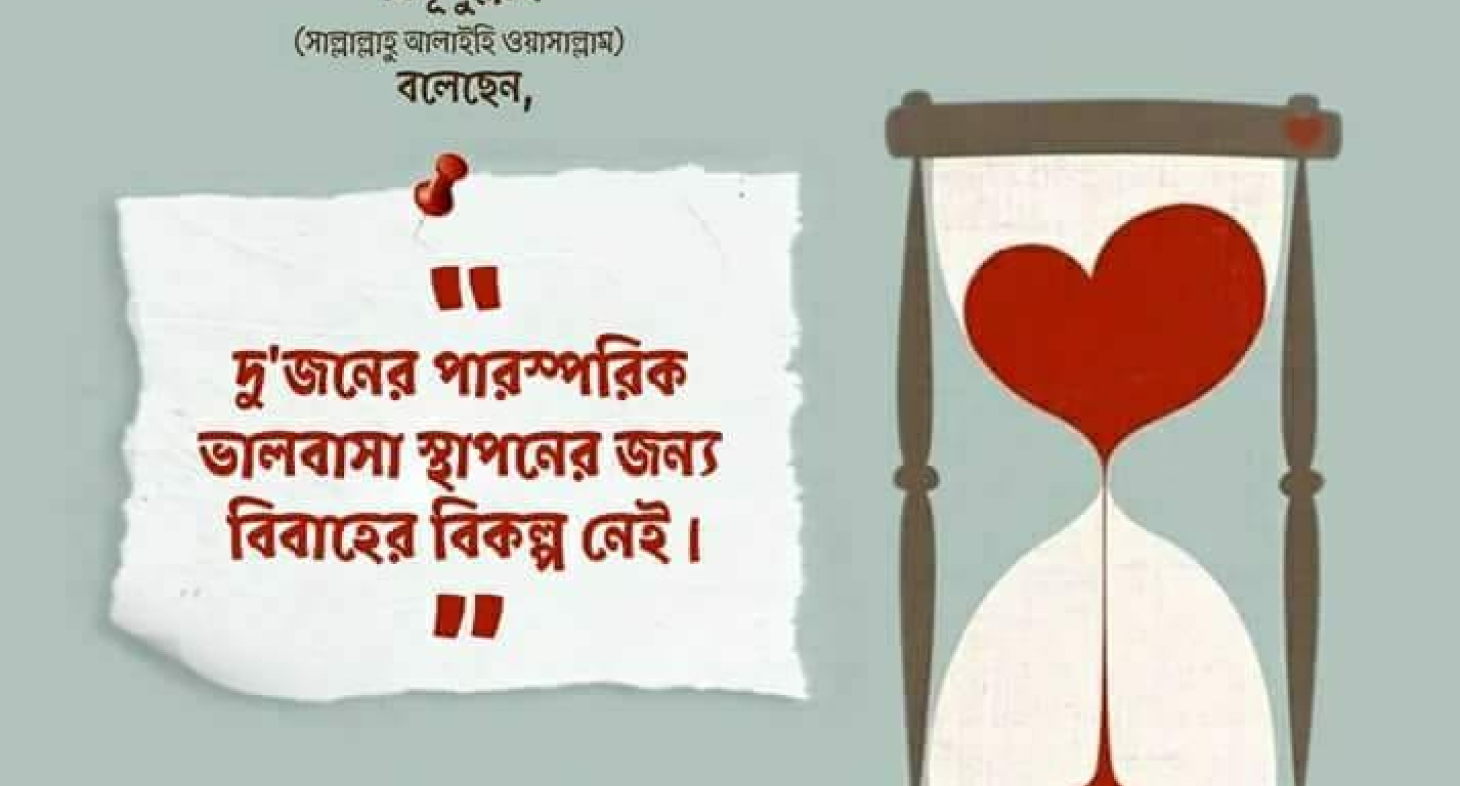 (সাল্লাল্লাহু আলাইহি ওয়াসাল্লাম)
বলেছেন,
"
দু'জনের পারস্পরিক
ভালবাসা স্থাপনের জন্য
বিবাহের বিকল্প নেই।
"